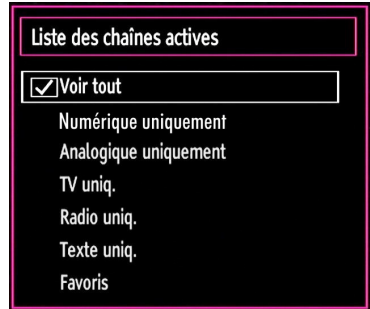 Liste des chaînes actives
Voir tout
Numérique uniquement
Analogique uniquement
TV uniq.
Radio uniq.
Texte uniq.
Favoris